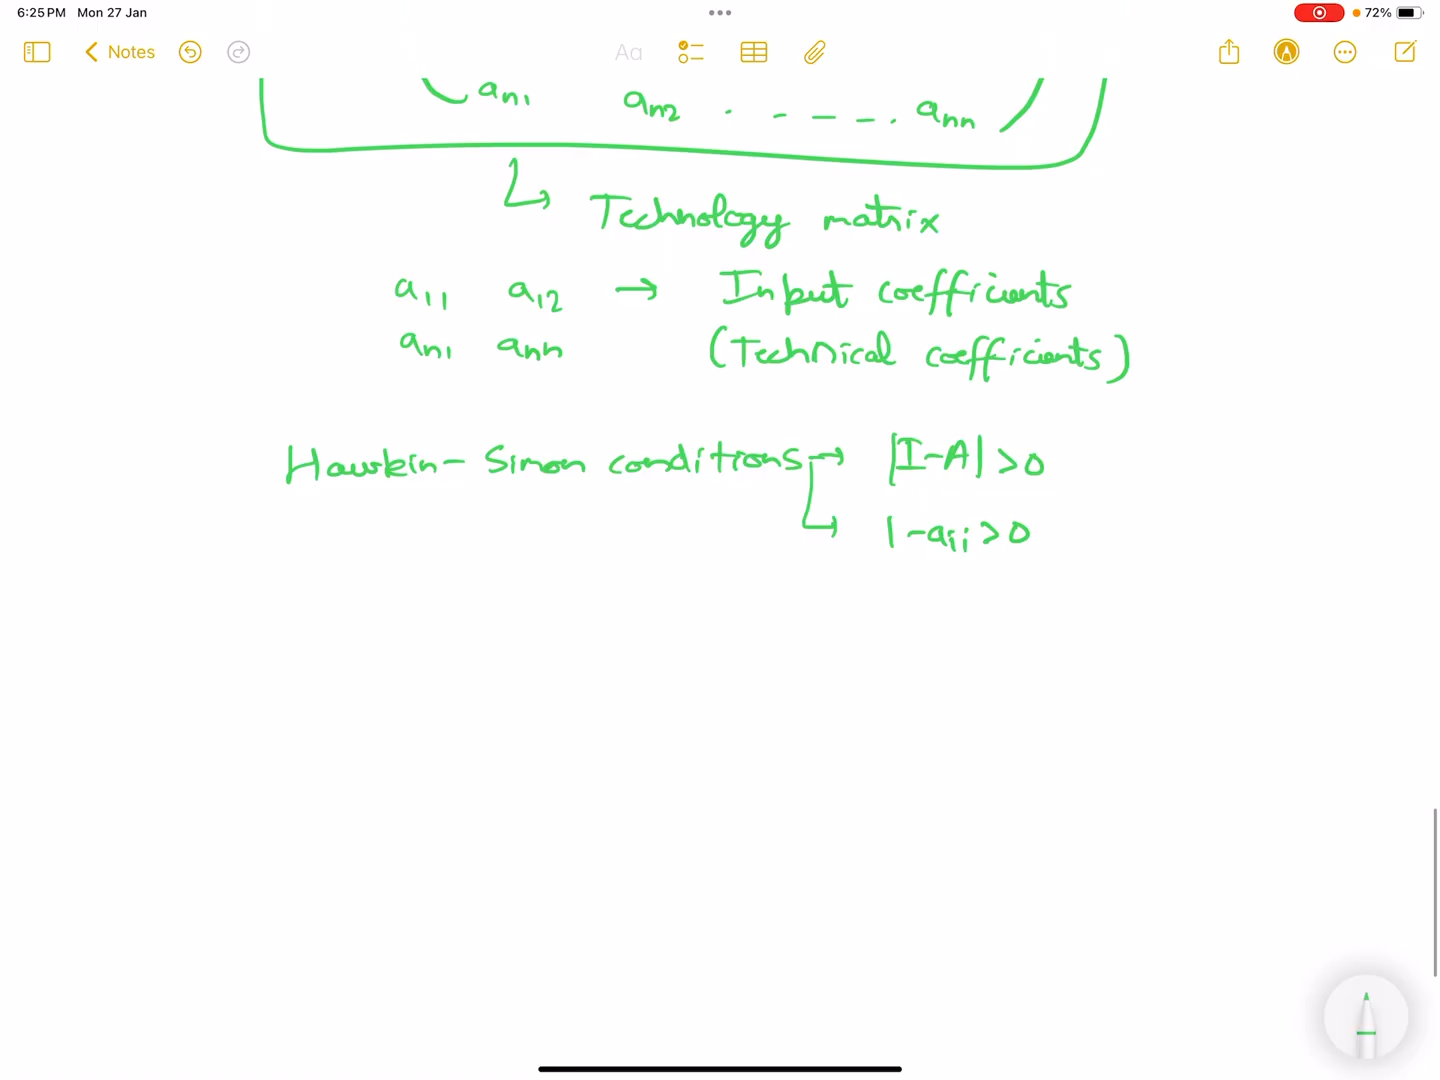 6:25 PM Mon 27 Jan
72%
Notes
Aa
an1 an2 . - - - . ann
Technology matrix
a11 a12 → Input coefficients
an1 ann (Technical coefficients)
Hawkin - Simon conditions → |I-A| > 0
1 - aii > 0